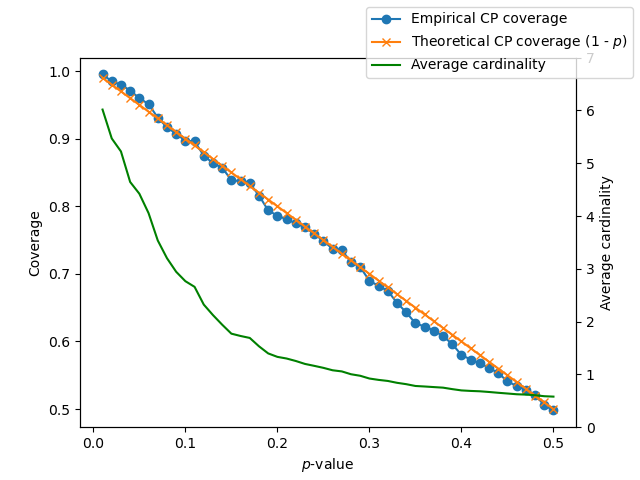 Empirical CP coverage
Theoretical CP coverage (1 - p)
Average cardinality
1.0
0.9
0.8
0.7
0.6
0.5
Coverage
7
6
5
4
3
2
1
0
Average cardinality
0.0 0.1 0.2 0.3 0.4 0.5
p-value